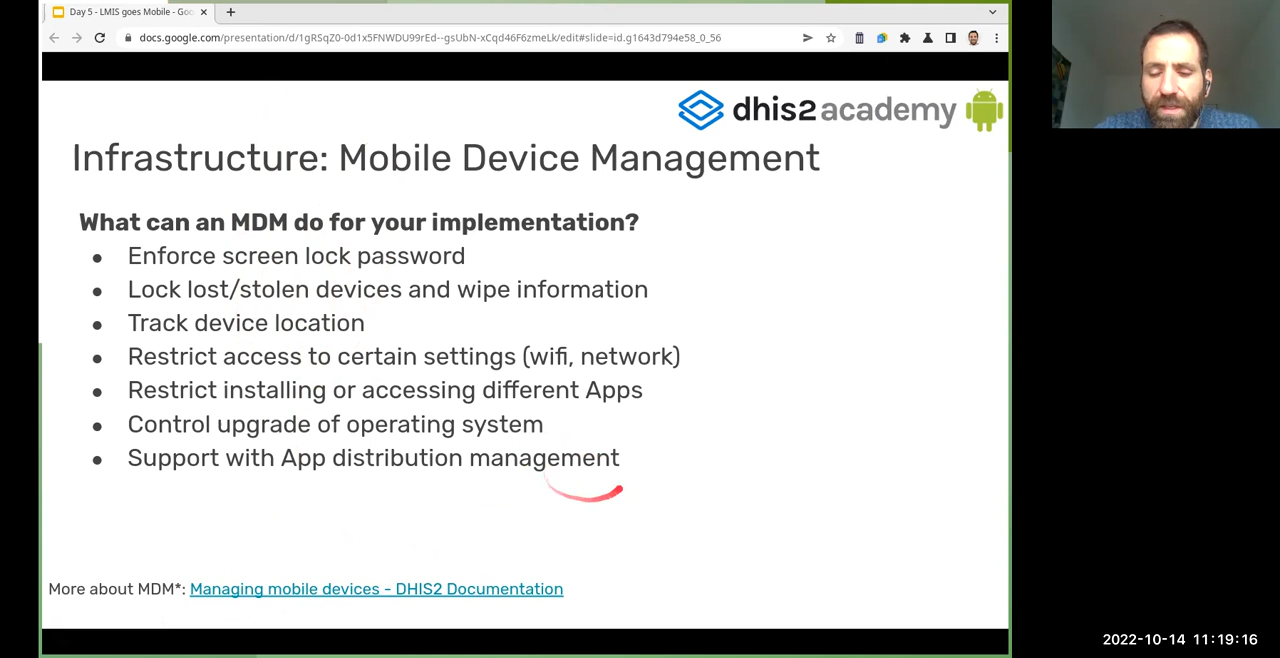 Day 5 - LMIS goes Mobile - Goo
docs.google.com/presentation/d/1gRSqZ0-0d1x5FNWDU99rEd--gsUbN-xCqd46F6zmeLk/edit#slide=id.g1643d794e58_0_56
dhis2academy
Infrastructure: Mobile Device Management
What can an MDM do for your implementation?
● Enforce screen lock password
● Lock lost/stolen devices and wipe information
● Track device location
● Restrict access to certain settings (wifi, network)
● Restrict installing or accessing different Apps
● Control upgrade of operating system
● Support with App distribution management
More about MDM*: Managing mobile devices - DHIS2 Documentation
2022-10-14 11:19:16